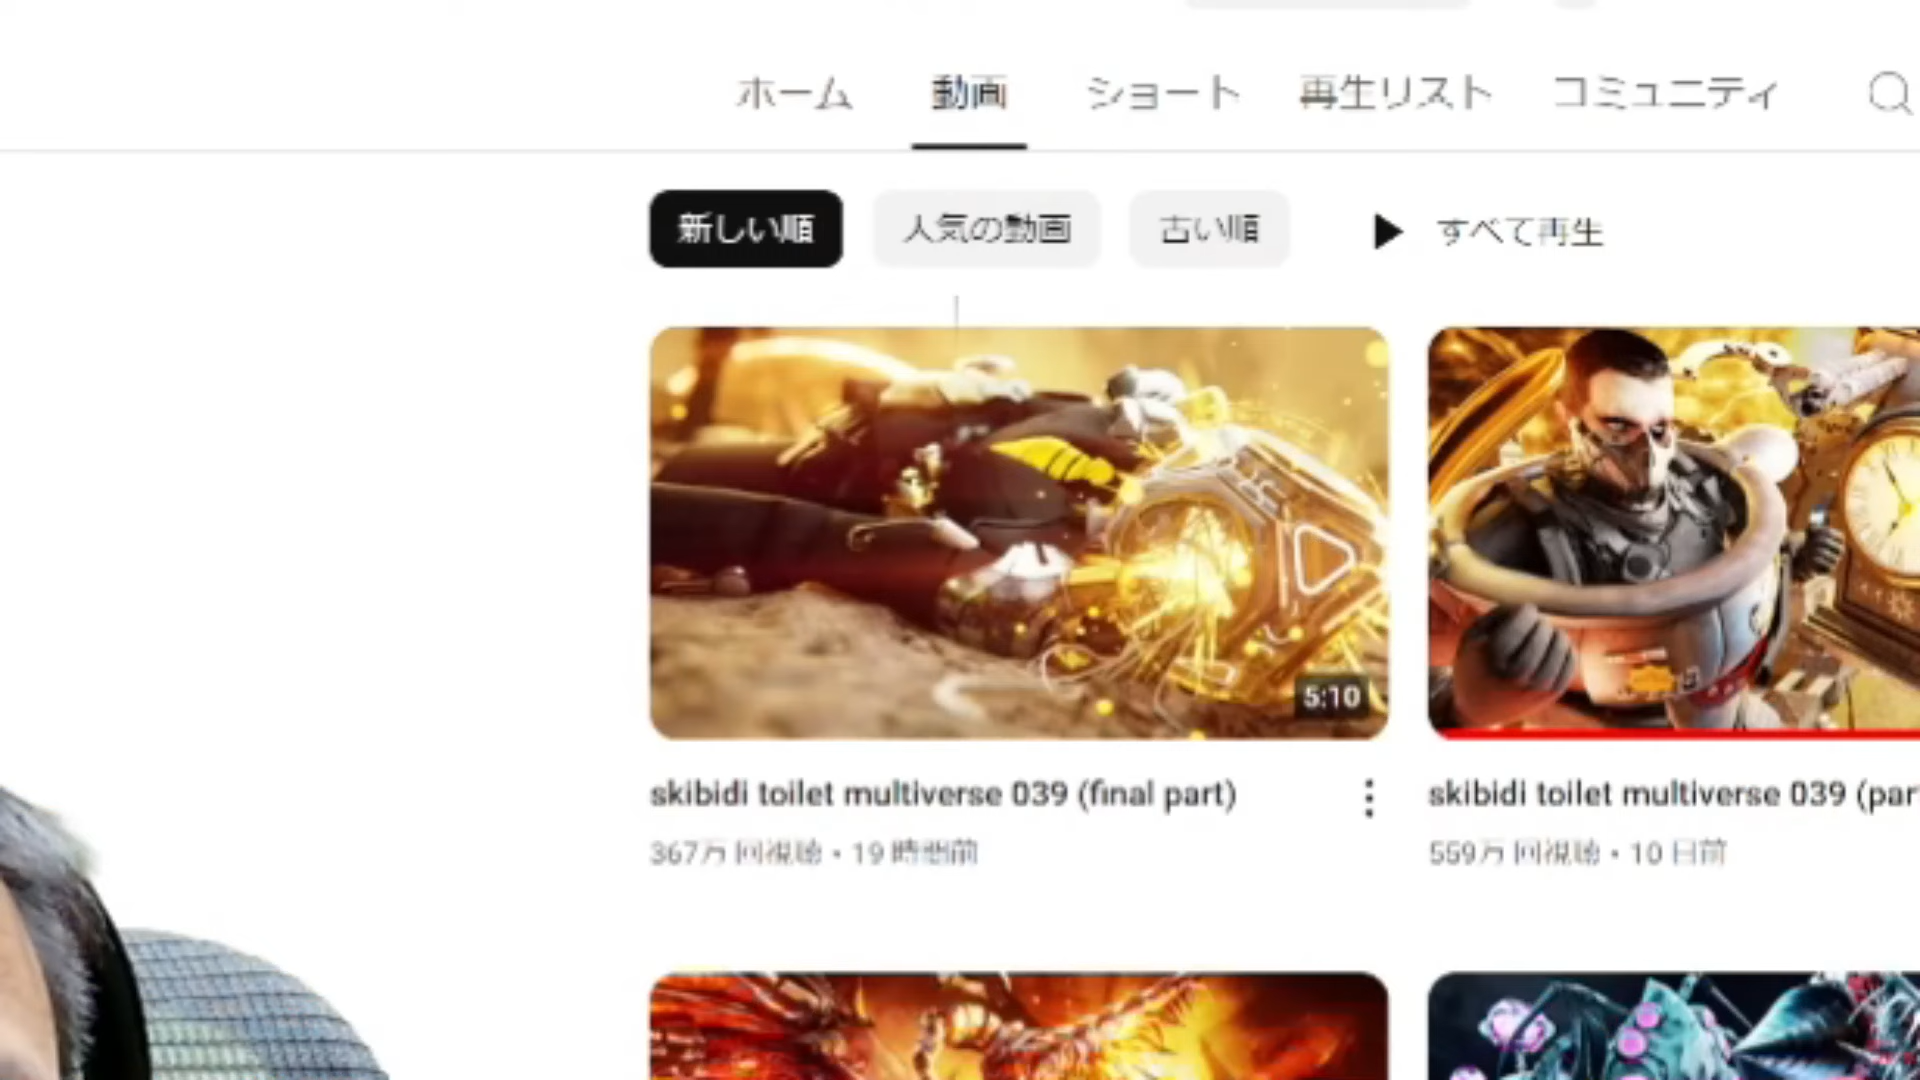 ホーム 動画 ショート 再生リスト コミュニティ
新しい順 人気の動画 古い順 すべて再生
5:10
skibidi toilet multiverse 039 (final part)
367万 回視聴・19 時間前
skibidi toilet multiverse 039 (par
559万 回視聴・10 日前